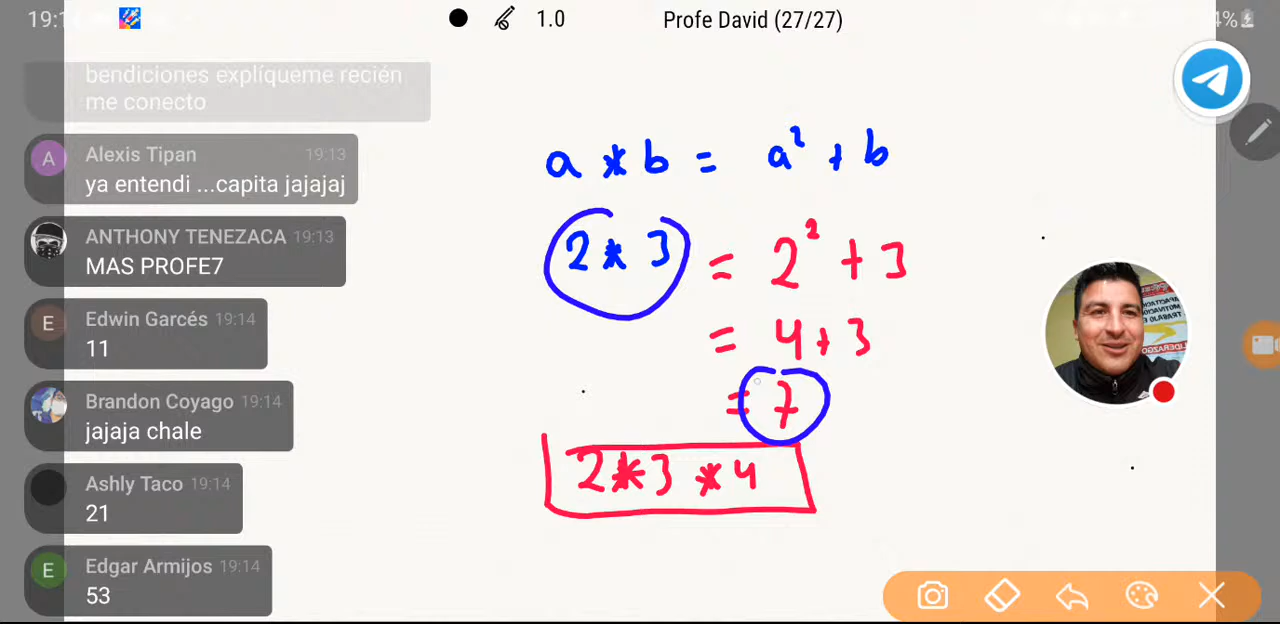 19:1
1.0
Profe David (27/27)
4%
bendiciones explíqueme recién
me conecto
A
Alexis Tipan 19:13
ya entendi ...capita jajajaj
ANTHONY TENEZACA 19:13
MAS PROFE7
E
Edwin Garcés 19:14
11
Brandon Coyago 19:14
jajaja chale
Ashly Taco 19:14
21
E
Edgar Armijos 19:14
53
a * b = a² + b
2 * 3 = 2² + 3
= 4 + 3
= 7
2 * 3 * 4
LIDERAZGO